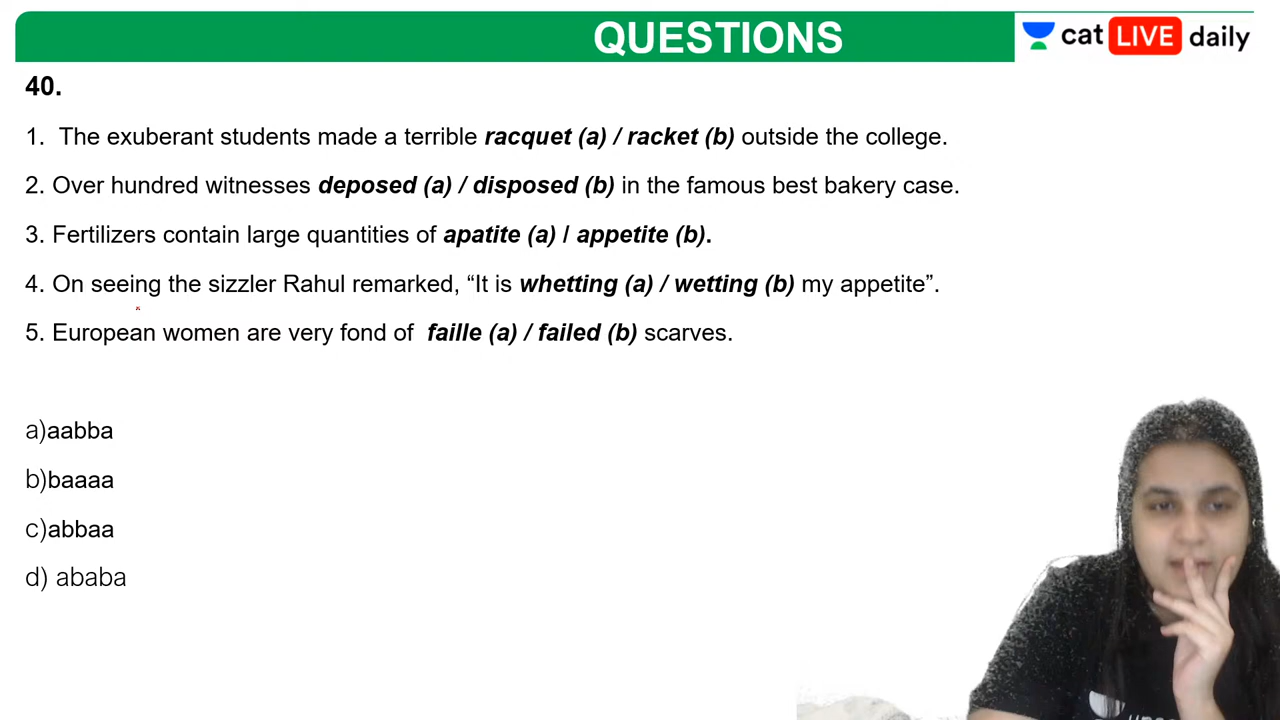 QUESTIONS
cat LIVE daily
40.
1. The exuberant students made a terrible racquet (a) / racket (b) outside the college.
2. Over hundred witnesses deposed (a) / disposed (b) in the famous best bakery case.
3. Fertilizers contain large quantities of apatite (a) / appetite (b).
4. On seeing the sizzler Rahul remarked, “It is whetting (a) / wetting (b) my appetite”.
5. European women are very fond of faille (a) / failed (b) scarves.
a)aabba
b)baaaa
c)abbaa
d) ababa